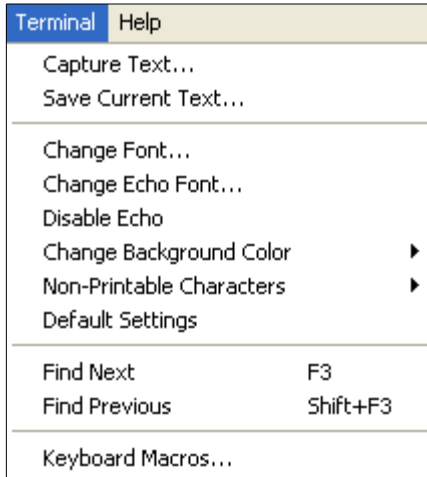 Terminal Help
Capture Text...
Save Current Text...
Change Font...
Change Echo Font...
Disable Echo
Change Background Color
Non-Printable Characters
Default Settings
Find Next F3
Find Previous Shift+F3
Keyboard Macros...